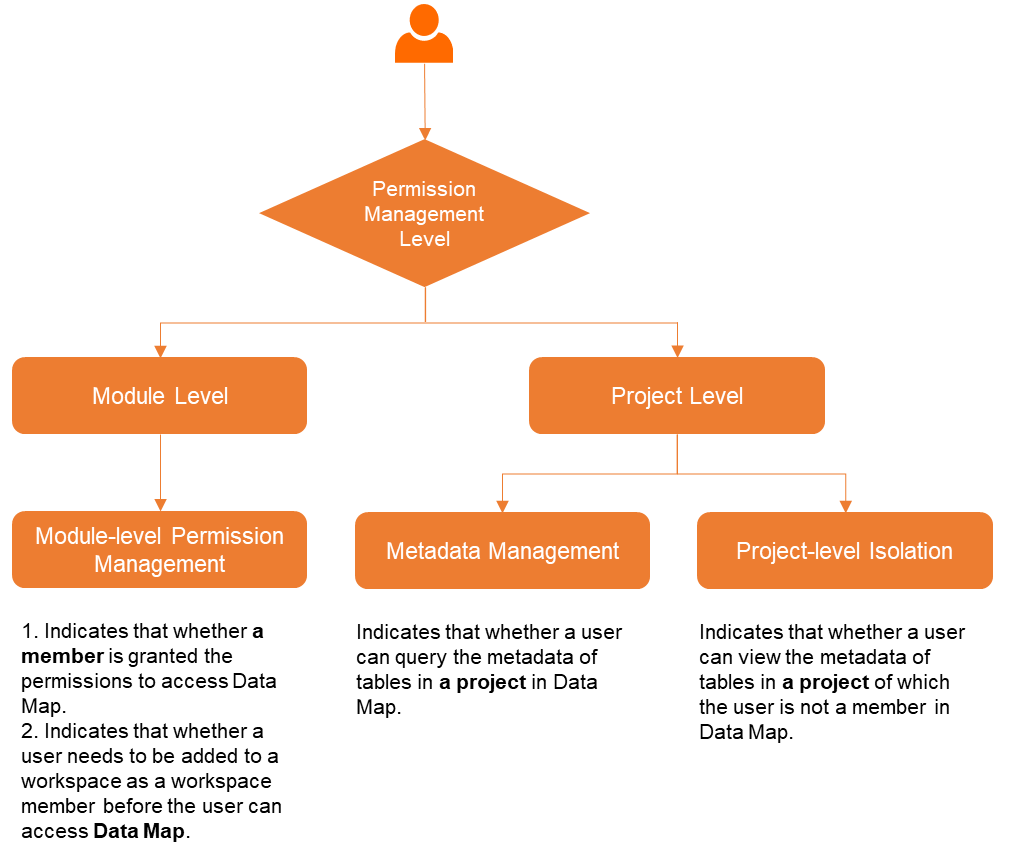 Permission
Management
Level
Module Level
Project Level
Module-level Permission
Management
Metadata Management
Project-level Isolation
1. Indicates that whether a
member is granted the
permissions to access Data
Map.
2. Indicates that whether a
user needs to be added to a
workspace as a workspace
member before the user can
access Data Map.
Indicates that whether a user
can query the metadata of
tables in a project in Data
Map.
Indicates that whether a user
can view the metadata of
tables in a project of which
the user is not a member in
Data Map.